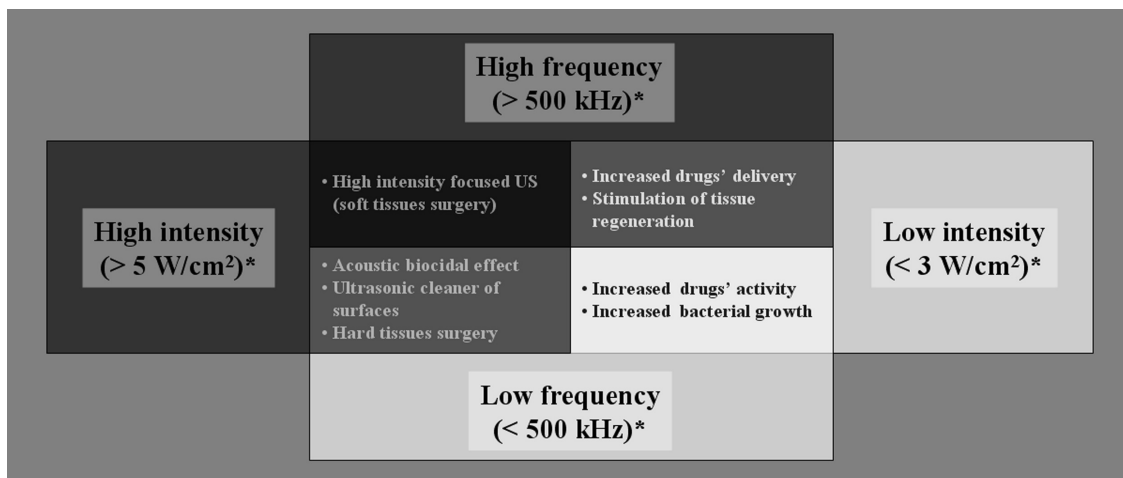 High frequency
(> 500 kHz)*
• High intensity focused US
(soft tissues surgery)
• Increased drugs’ delivery
• Stimulation of tissue
regeneration
High intensity
(> 5 W/cm²)*
Low intensity
(< 3 W/cm²)*
• Acoustic biocidal effect
• Ultrasonic cleaner of
surfaces
• Hard tissues surgery
• Increased drugs’ activity
• Increased bacterial growth
Low frequency
(< 500 kHz)*